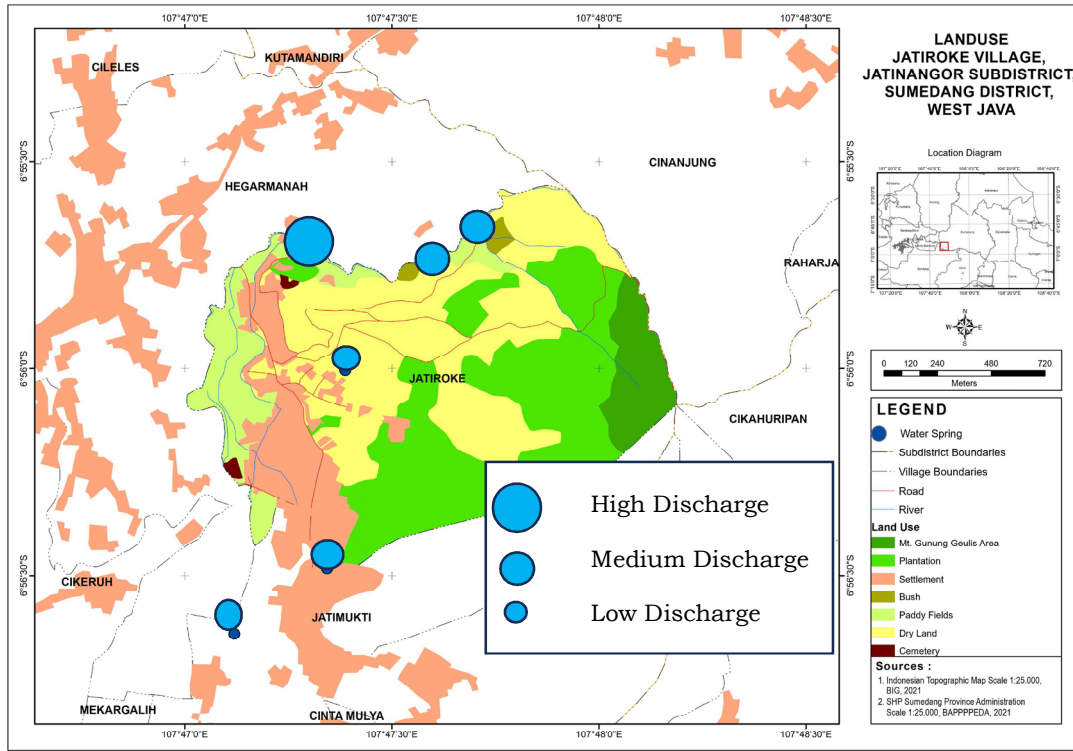 107°47'0"E
107°47'30"E
107°48'0"E
107°48'30"E
6°55'30"S
6°56'0"S
6°56'30"S
CILELES
KUTAMANDIRI
CINANJUNG
HEGARMANAH
RAHARJA
JATIROKE
CIKAHURIPAN
CIKERUH
JATIMUKTI
MEKARGALIH
CINTA MULYA
High Discharge
Medium Discharge
Low Discharge
6°55'30"S
6°56'0"S
6°56'30"S
107°47'0"E
107°47'30"E
107°48'0"E
107°48'30"E
LANDUSE
JATIROKE VILLAGE,
JATINANGOR SUBDISTRICT,
SUMEDANG DISTRICT,
WEST JAVA
Location Diagram
N
W E
S
0 120 240 480 720
Meters
LEGEND
Water Spring
Subdistrict Boundaries
Village Boundaries
Road
River
Land Use
Mt. Gunung Geulis Area
Plantation
Settlement
Bush
Paddy Fields
Dry Land
Cemetery
Sources :
1. Indonesian Topographic Map Scale 1:25.000,
BIG, 2021
2. SHP Sumedang Province Administration
Scale 1:25.000, BAPPPPEDA, 2021